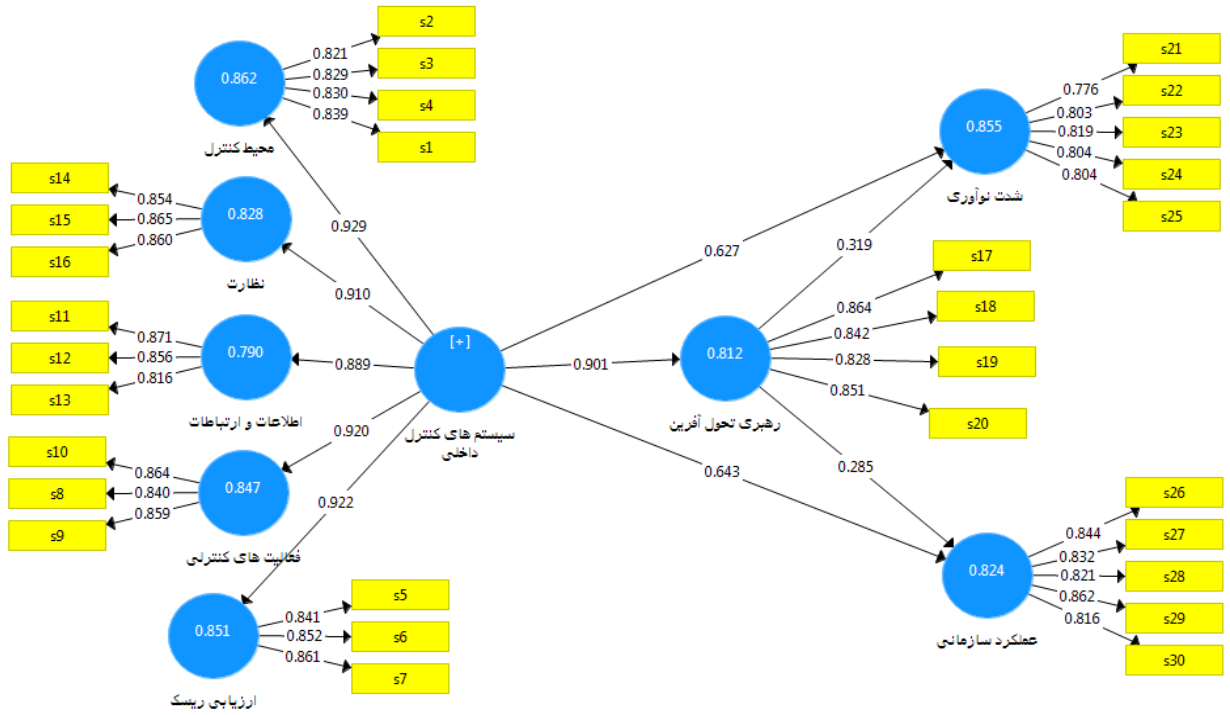 s2
0.821
s3
0.829
0.862
0.830
s4
0.839
s1
محیط کنترل
s14
0.854
s15
0.865
0.828
0.860
s16
نظارت
0.929
0.910
s11
0.871
s12
0.856
0.790
0.816
s13
اطلاعات و ارتباطات
0.889
s10
0.864
s8
0.840
0.847
0.859
s9
فعالیت های کنترلی
0.920
0.922
s5
0.841
0.851
0.852
s6
0.861
s7
ارزیابی ریسک
[+]
سیستم های کنترل
داخلی
0.627
0.901
0.643
s21
0.776
s22
0.803
0.855
0.819
s23
0.804
s24
0.804
s25
شدت نوآوری
0.319
s17
0.864
s18
0.842
0.812
0.828
s19
0.851
s20
رهبری تحول آفرین
0.285
s26
0.844
s27
0.832
0.824
0.821
s28
0.862
s29
0.816
s30
عملکرد سازمانی